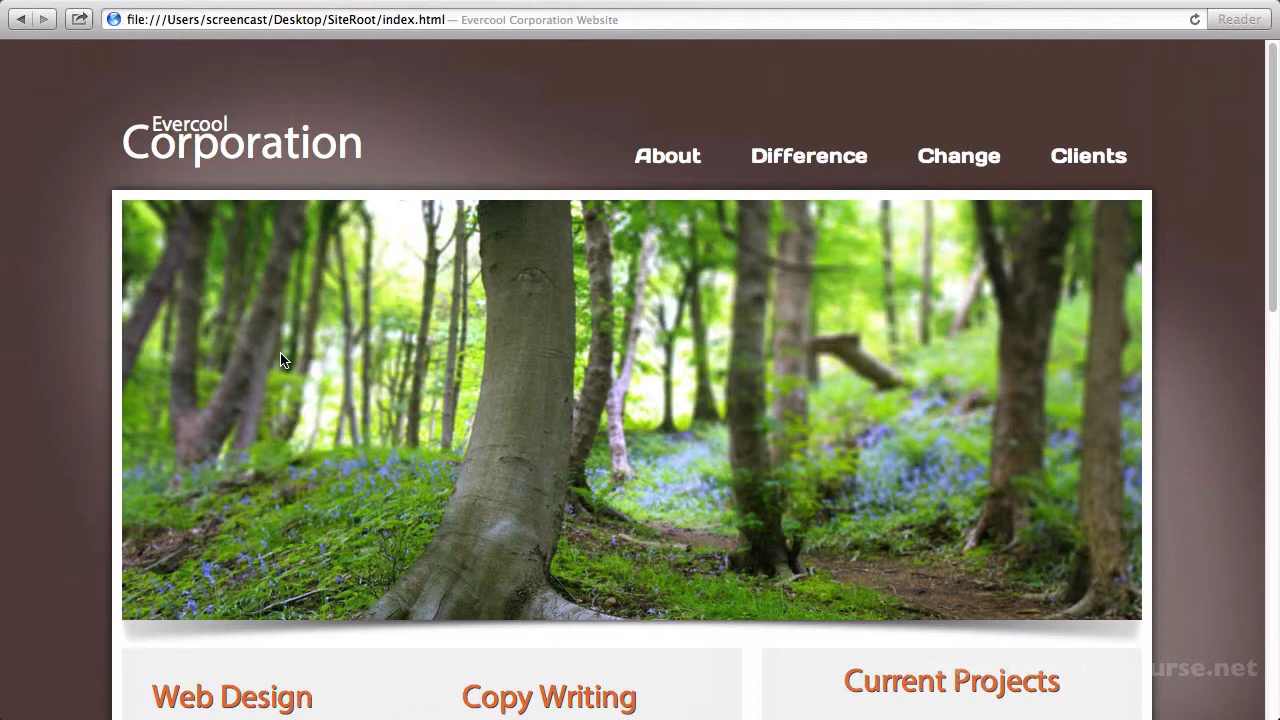 file:///Users/screencast/Desktop/SiteRoot/index.html — Evercool Corporation Website
Reader
Evercool
Corporation
About Difference Change Clients
Web Design Copy Writing Current Projects
urse.net